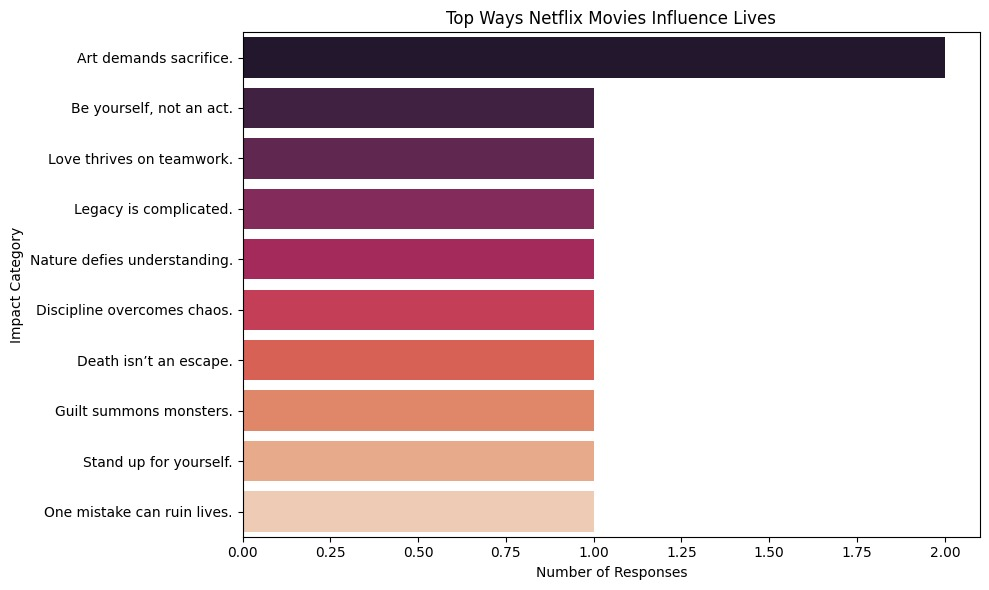 Top Ways Netflix Movies Influence Lives
Impact Category
Art demands sacrifice.
Be yourself, not an act.
Love thrives on teamwork.
Legacy is complicated.
Nature defies understanding.
Discipline overcomes chaos.
Death isn’t an escape.
Guilt summons monsters.
Stand up for yourself.
One mistake can ruin lives.
0.00 0.25 0.50 0.75 1.00 1.25 1.50 1.75 2.00
Number of Responses